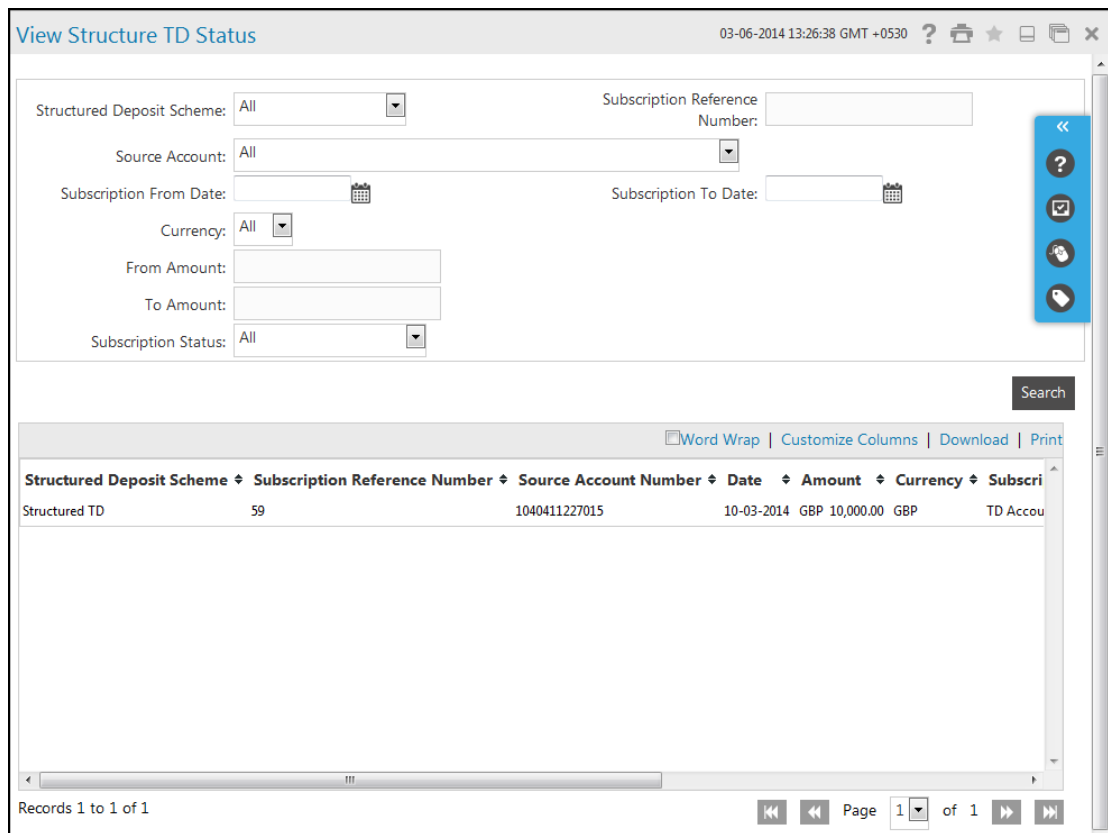 View Structure TD Status 03-06-2014 13:26:38 GMT +0530
Structured Deposit Scheme: All Subscription Reference Number:
Source Account: All
Subscription From Date: Subscription To Date:
Currency: All
From Amount:
To Amount:
Subscription Status: All
Search
Word Wrap | Customize Columns | Download | Print
Structured Deposit Scheme Subscription Reference Number Source Account Number Date Amount Currency Subscri
Structured TD 59 1040411227015 10-03-2014 GBP 10,000.00 GBP TD Accou
Records 1 to 1 of 1 Page 1 of 1